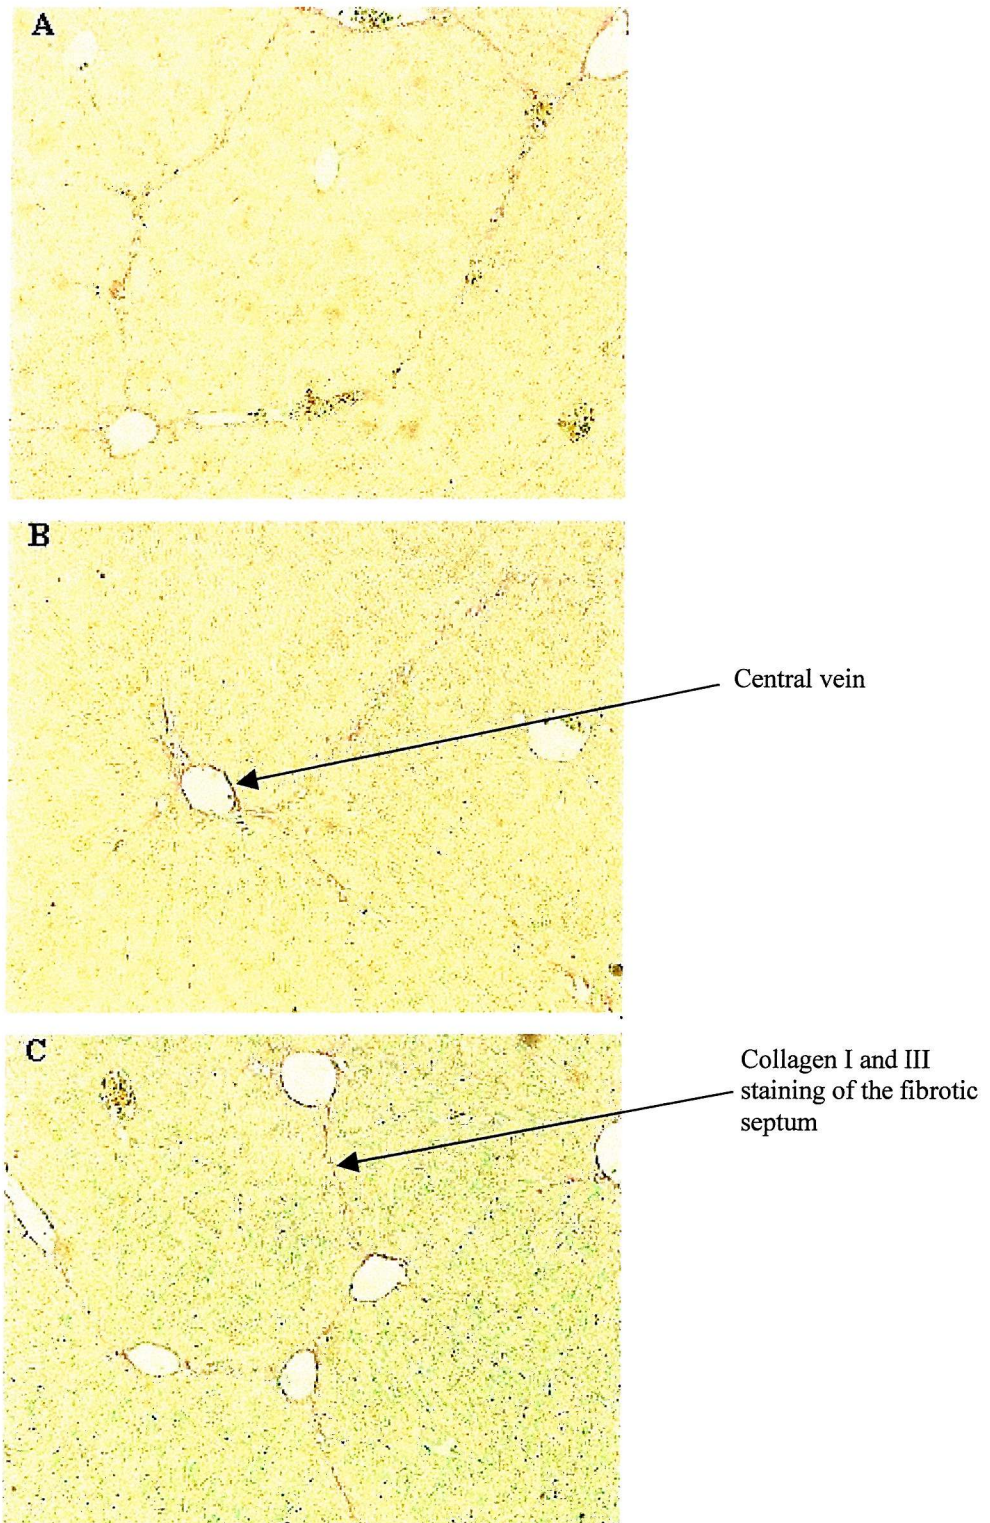 A
B
Central vein
C
Collagen I and III
staining of the fibrotic
septum